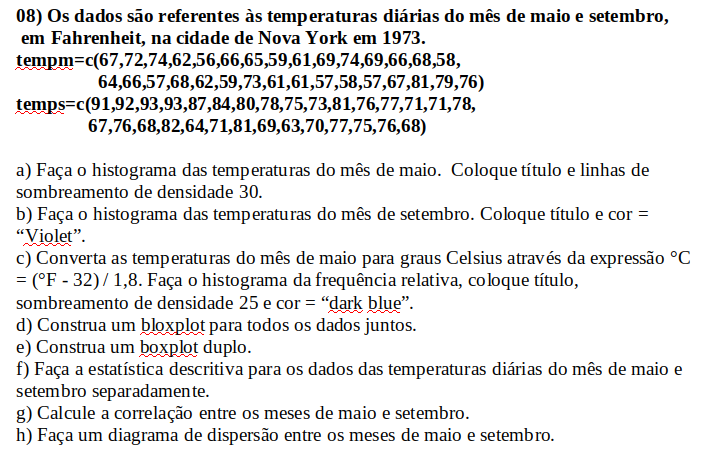 08) Os dados são referentes às temperaturas diárias do mês de maio e setembro,
em Fahrenheit, na cidade de Nova York em 1973.
tempm=c(67,72,74,62,56,66,65,59,61,69,74,69,66,68,58,
64,66,57,68,62,59,73,61,61,57,58,57,67,81,79,76)
temps=c(91,92,93,93,87,84,80,78,75,73,81,76,77,71,71,78,
67,76,68,82,64,71,81,69,63,70,77,75,76,68)
a) Faça o histograma das temperaturas do mês de maio. Coloque título e linhas de
sombreamento de densidade 30.
b) Faça o histograma das temperaturas do mês de setembro. Coloque título e cor =
“Violet”.
c) Converta as temperaturas do mês de maio para graus Celsius através da expressão °C
= (°F - 32) / 1,8. Faça o histograma da frequência relativa, coloque título,
sombreamento de densidade 25 e cor = “dark blue”.
d) Construa um bloxplot para todos os dados juntos.
e) Construa um boxplot duplo.
f) Faça a estatística descritiva para os dados das temperaturas diárias do mês de maio e
setembro separadamente.
g) Calcule a correlação entre os meses de maio e setembro.
h) Faça um diagrama de dispersão entre os meses de maio e setembro.